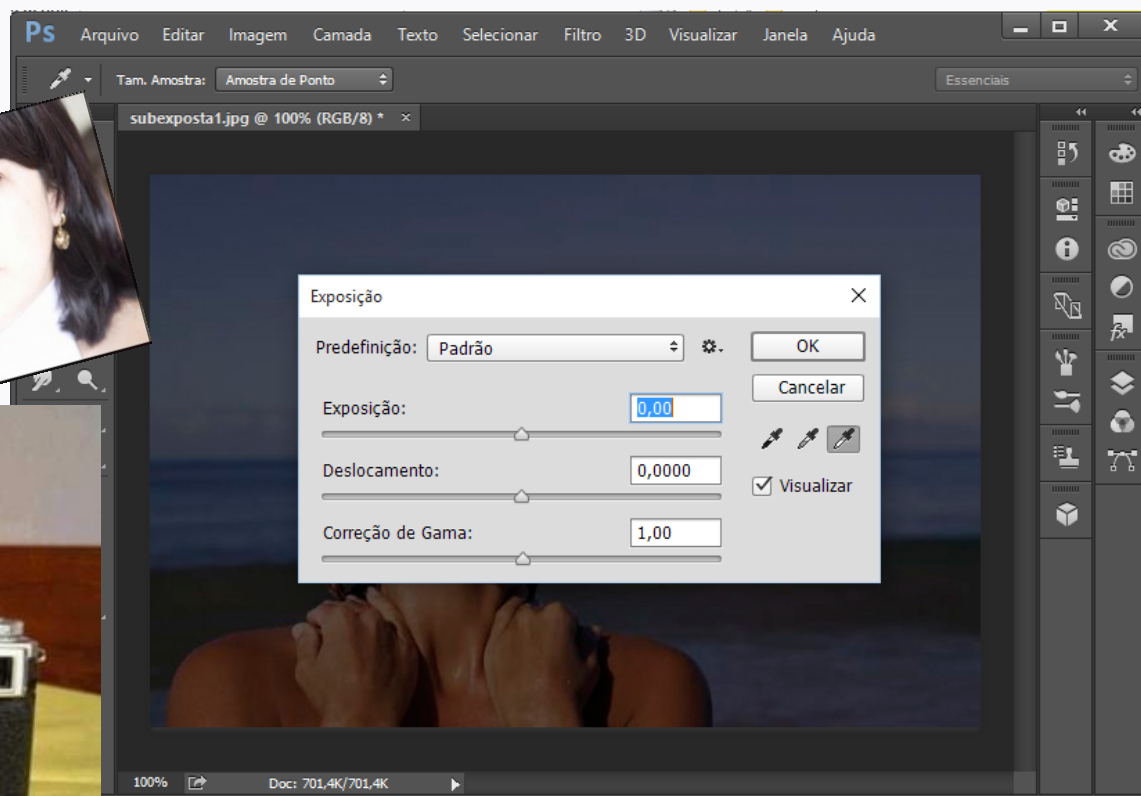 Ps Arquivo Editar Imagem Camada Texto Selecionar Filtro 3D Visualizar Janela Ajuda
Tam. Amostra: Amostra de Ponto Essenciais
subexposta1.jpg @ 100% (RGB/8) * ×
Exposição
Predefinição: Padrão OK
Cancelar
Exposição: 0,00
Deslocamento: 0,0000
Visualizar
Correção de Gama: 1,00
100% Doc: 701,4K/701,4K